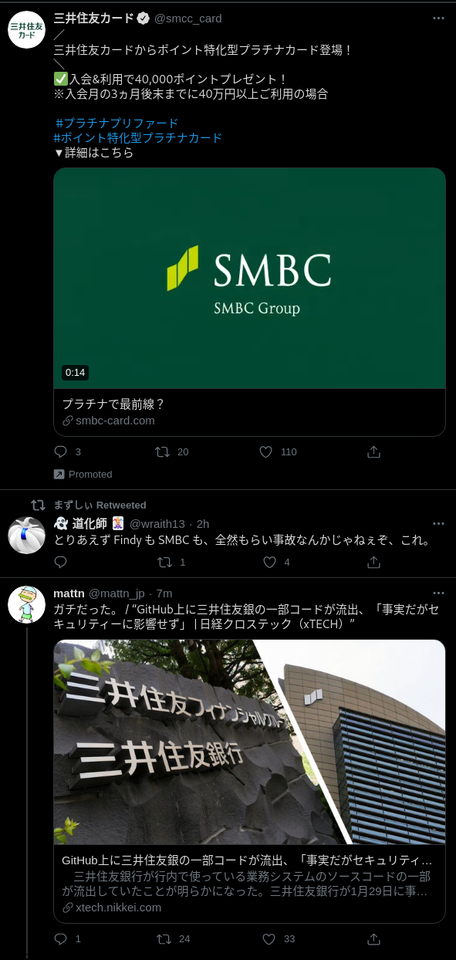 三井住友
カード
三井住友カード @smcc_card
／
三井住友カードからポイント特化型プラチナカード登場！
＼
✅入会&利用で40,000ポイントプレゼント！
※入会月の3ヵ月後末までに40万円以上ご利用の場合
#プラチナプリファード
#ポイント特化型プラチナカード
▼詳細はこちら
SMBC
SMBC Group
0:14
プラチナで最前線？
smbc-card.com
3 20 110
Promoted
まずしぃ Retweeted
道化師 @wraith13 · 2h
とりあえず Findy も SMBC も、全然もらい事故なんかじゃねぇぞ、これ。
1 4
mattn @mattn_jp · 7m
ガチだった。 / “GitHub上に三井住友銀の一部コードが流出、「事実だがセ
キュリティーに影響せず」 | 日経クロステック（xTECH）”
三井住友フィナンシャルグループ
三井住友銀行
GitHub上に三井住友銀の一部コードが流出、「事実だがセキュリティ…
三井住友銀行が行内で使っている業務システムのソースコードの一部
が流出していたことが明らかになった。三井住友銀行が1月29日に事…
xtech.nikkei.com
1 24 33